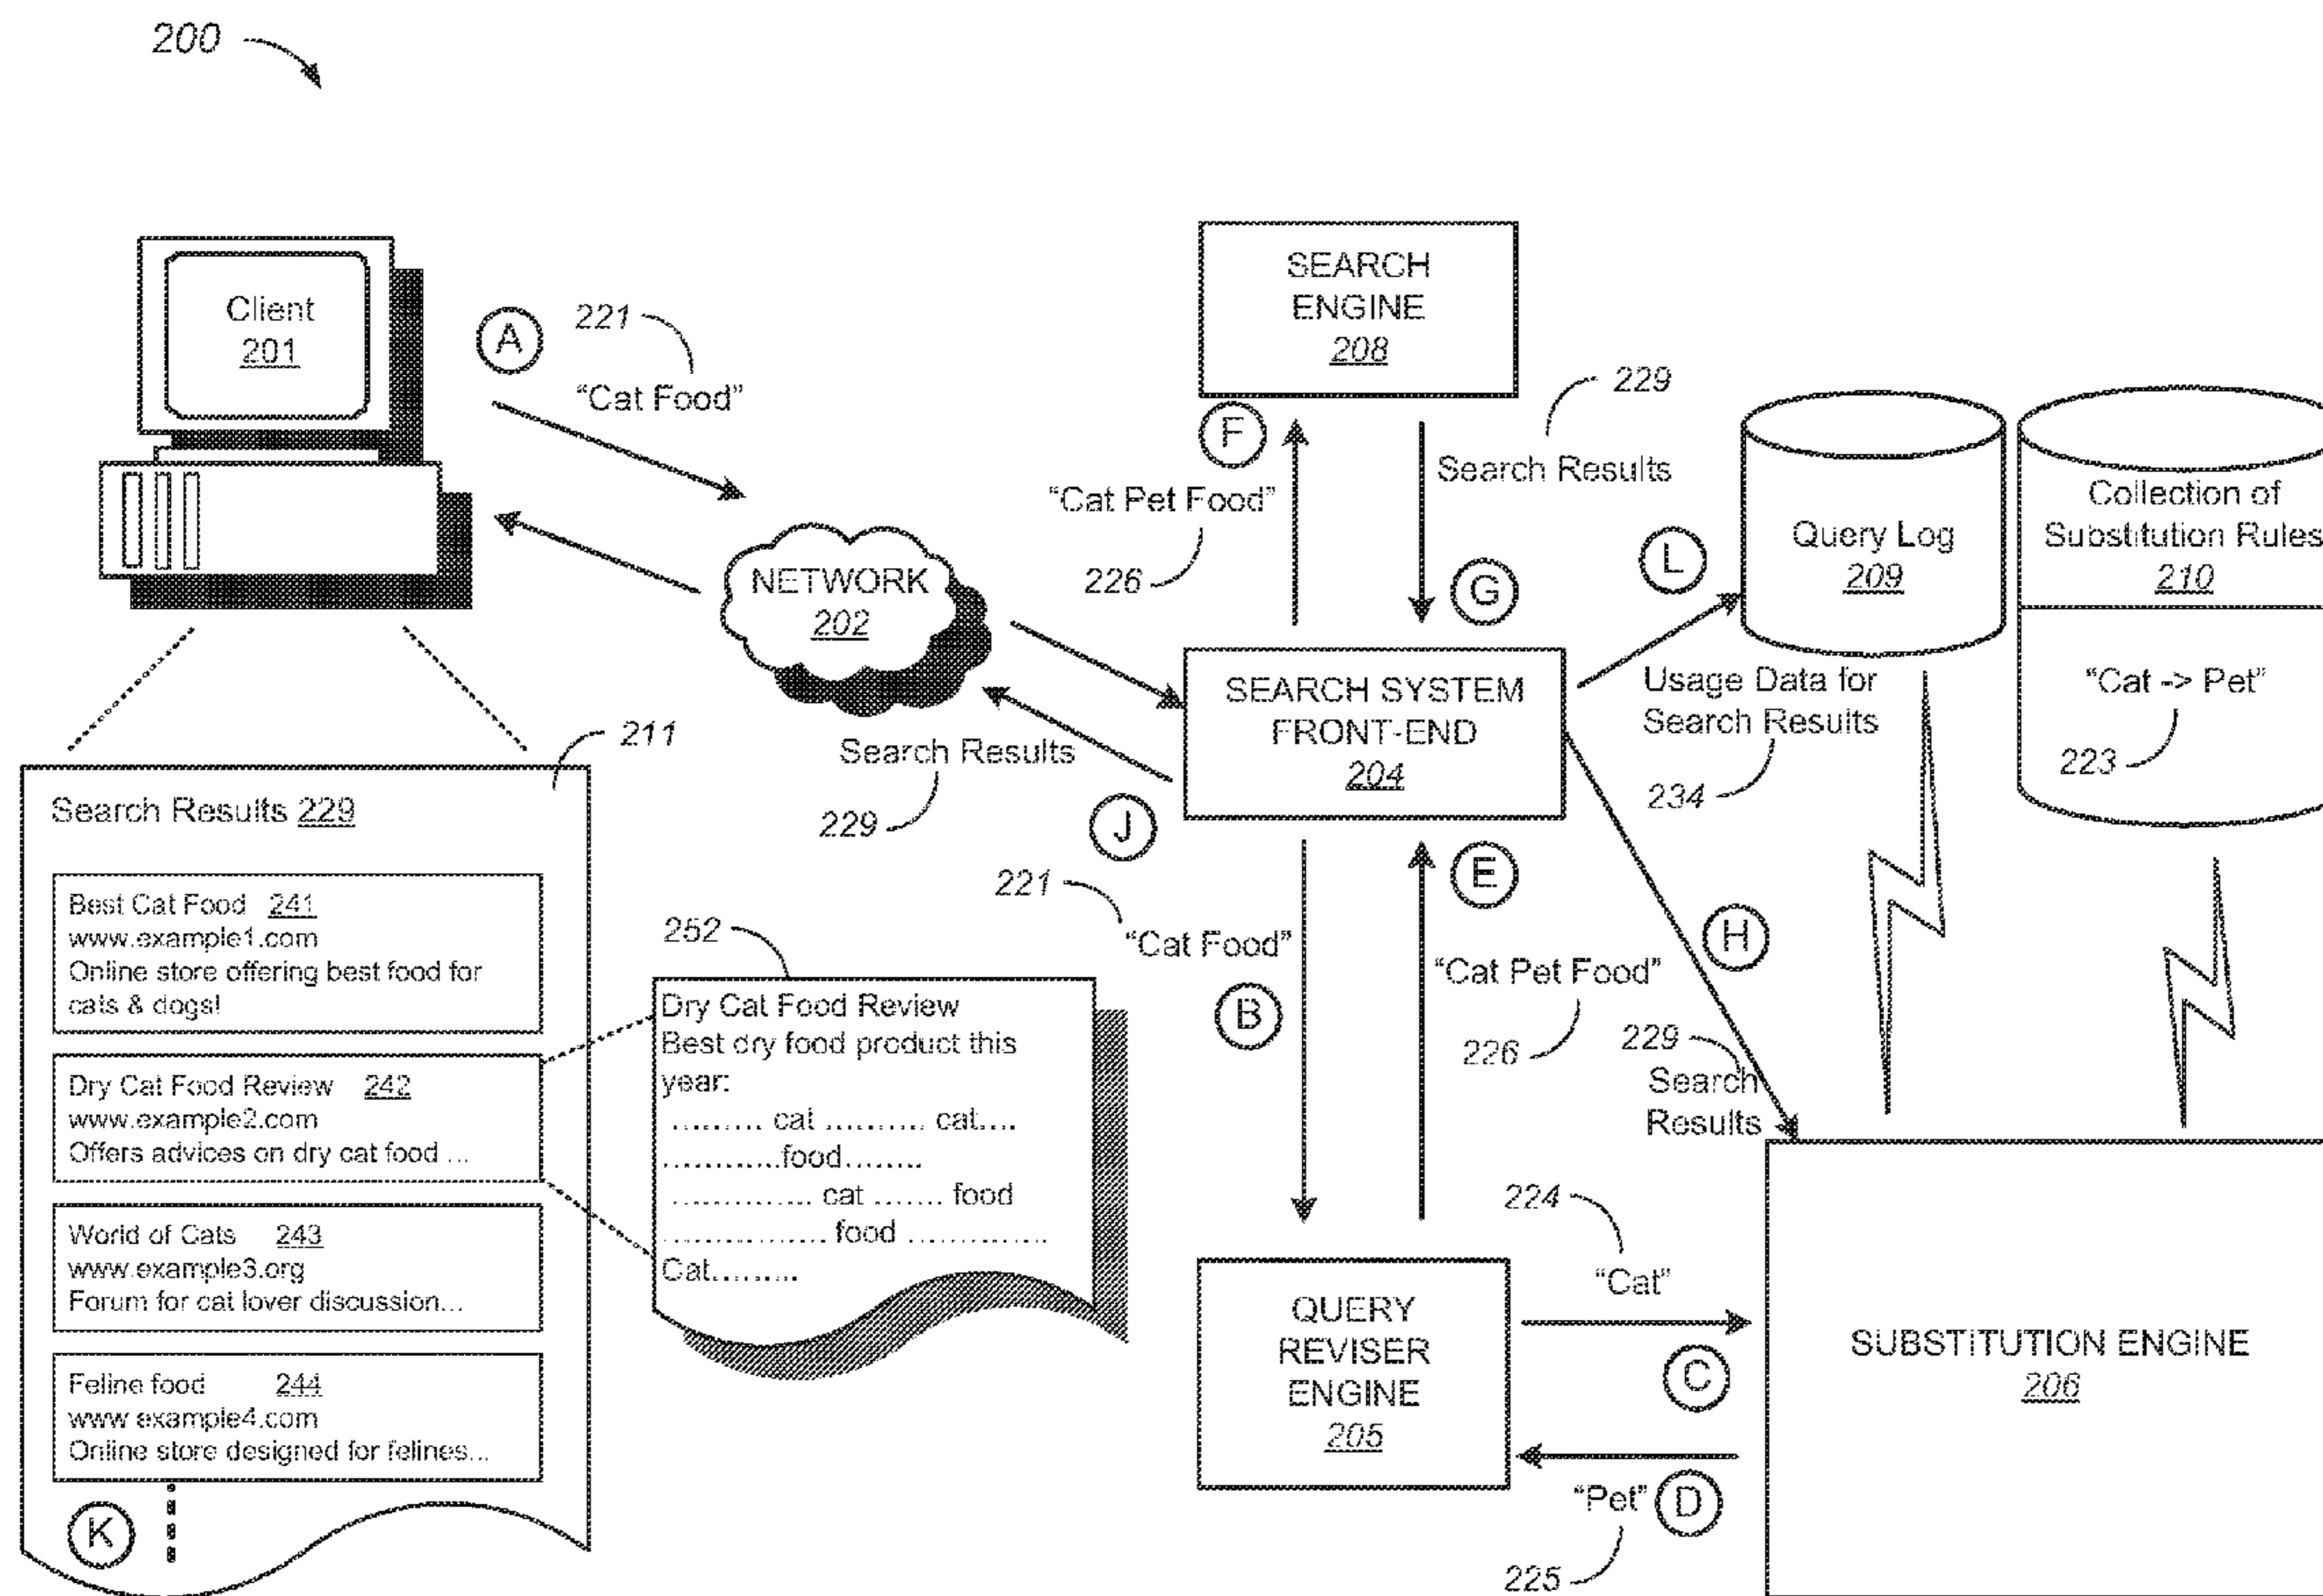 200
Client
201
A
221
“Cat Food”
SEARCH
ENGINE
208
F
229
Search Results
“Cat Pet Food”
226
G
NETWORK
202
L
Query Log
209
Collection of
Substitution Rules
210
“Cat -> Pet”
223
SEARCH SYSTEM
FRONT-END
204
Usage Data for
Search Results
234
Search Results
229
J
211
Search Results 229
Best Cat Food 241
www.example1.com
Online store offering best food for
cats & dogs!
Dry Cat Food Review 242
www.example2.com
Offers advices on dry cat food ...
World of Cats 243
www.example3.org
Forum for cat lover discussion...
Feline food 244
www example4.com
Online store designed for felines...
K
252
Dry Cat Food Review
Best dry food product this
year:
......... cat .......... cat....
............food........
.............. cat ....... food
................ food ..............
Cat.........
221
“Cat Food”
B
E
“Cat Pet Food”
226
H
229
Search
Results
QUERY
REVISER
ENGINE
205
224
“Cat”
C
“Pet”
D
225
SUBSTITUTION ENGINE
206